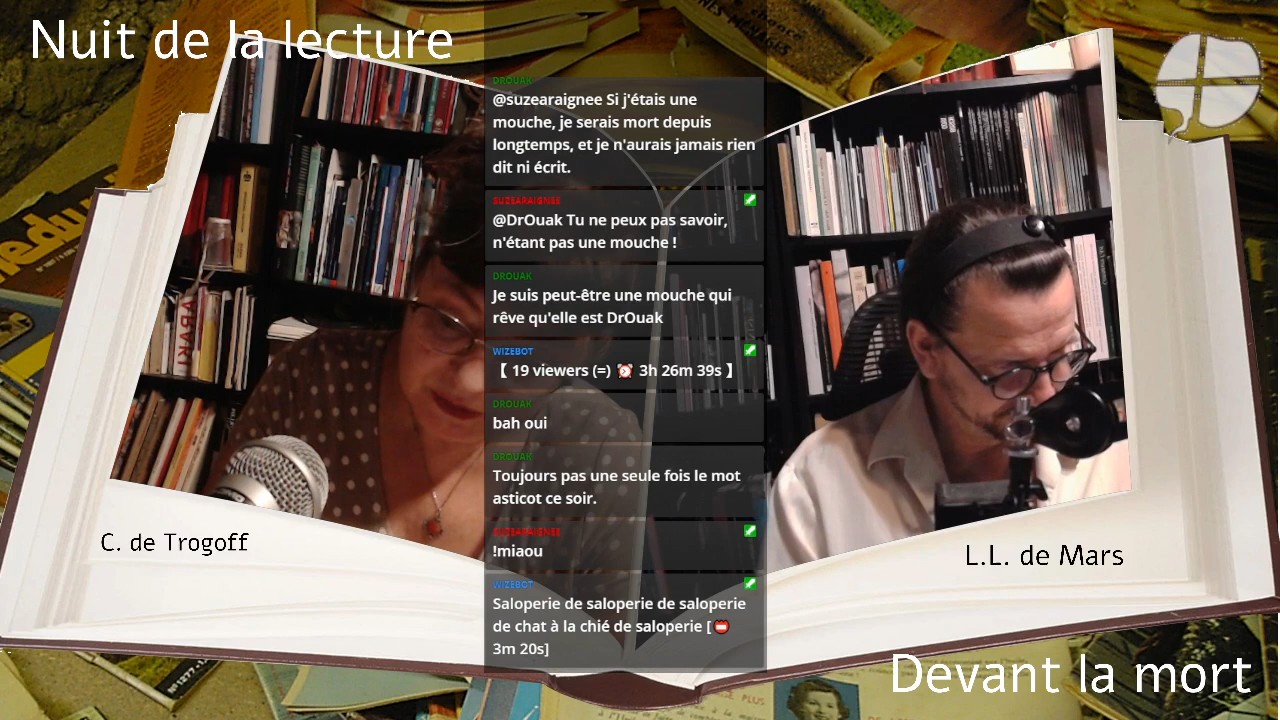 Nuit de la lecture
DROUAK
@suzearaignee Si j'étais une
mouche, je serais mort depuis
longtemps, et je n'aurais jamais rien
dit ni écrit.
SUZEARAIGNEE
@DrOuak Tu ne peux pas savoir,
n'étant pas une mouche !
DROUAK
Je suis peut-être une mouche qui
rêve qu'elle est DrOuak
WIZEBOT
【 19 viewers (=) ⏰ 3h 26m 39s 】
DROUAK
bah oui
DROUAK
Toujours pas une seule fois le mot
asticot ce soir.
SUZEARAIGNEE
!miaou
WIZEBOT
Saloperie de saloperie de saloperie
de chat à la chié de saloperie [📛
3m 20s]
C. de Trogoff
L.L. de Mars
Devant la mort